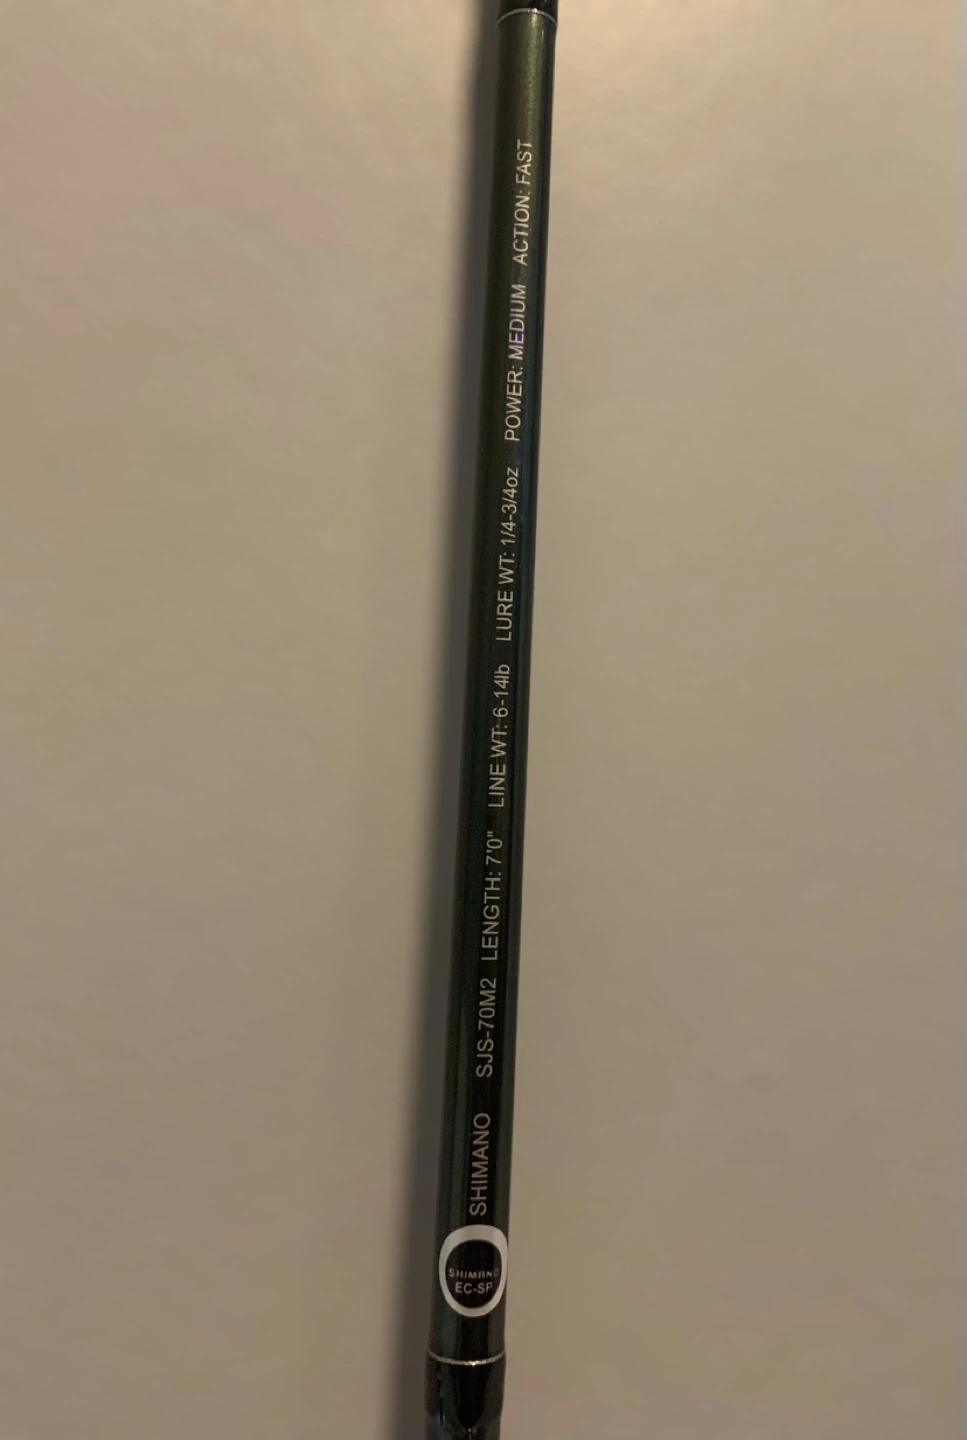 SHIMANO
EC-SP
SHIMANO SJS-70M2 LENGTH: 7'0" LINE WT: 6-14lb LURE WT: 1/4-3/4oz POWER: MEDIUM ACTION: FAST